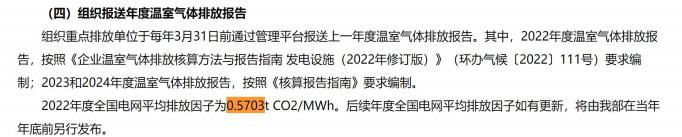 （四）组织报送年度温室气体排放报告
组织重点排放单位于每年3月31日前通过管理平台报送上一年度温室气体排放报告。其中，2022年度温室气体排放报
告，按照《企业温室气体排放核算方法与报告指南 发电设施（2022年修订版）》（环办气候〔2022〕111号）要求编
制；2023和2024年度温室气体排放报告，按照《核算报告指南》要求编制。
2022年度全国电网平均排放因子为0.5703t CO2/MWh。后续年度全国电网平均排放因子如有更新，将由我部在当年
年底前另行发布。